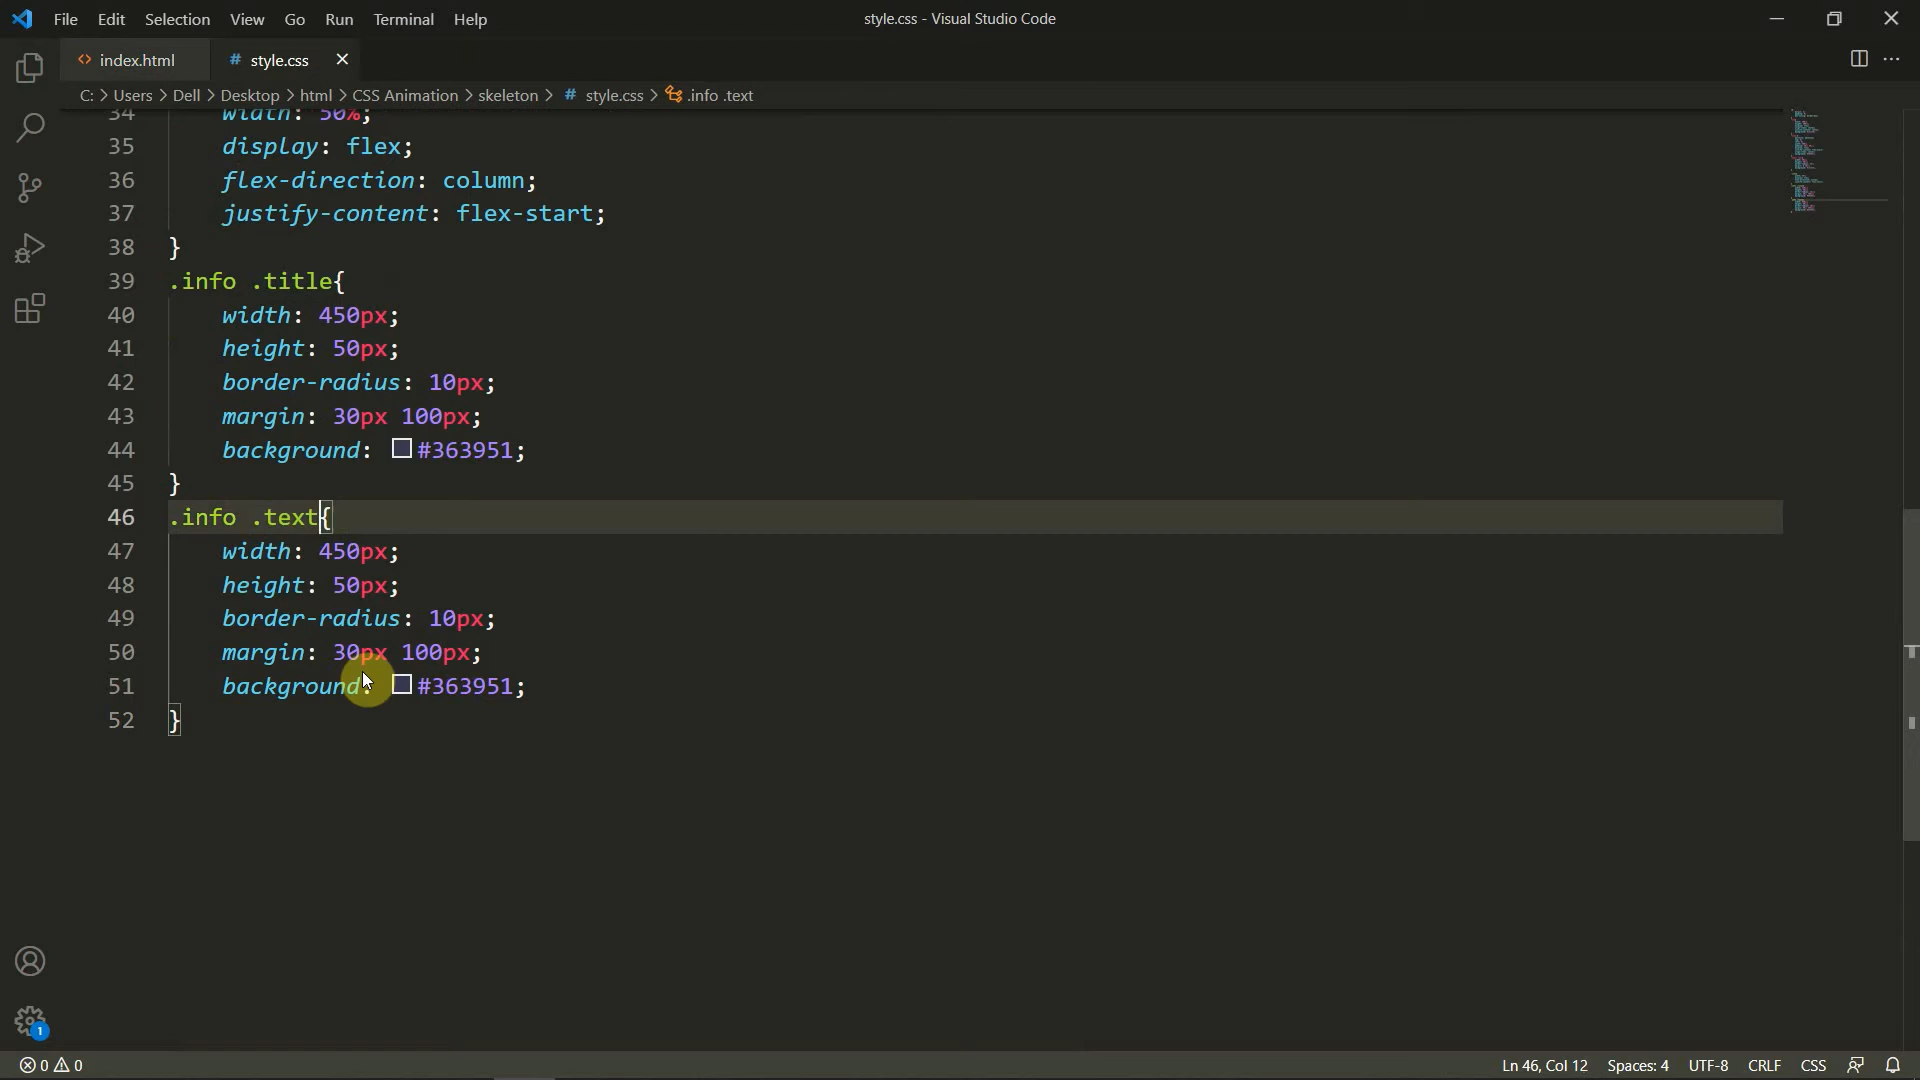 File Edit Selection View Go Run Terminal Help
style.css - Visual Studio Code
<> index.html # style.css
C: > Users > Dell > Desktop > html > CSS Animation > skeleton > # style.css > .info .text
34 width: 50%;
35 display: flex;
36 flex-direction: column;
37 justify-content: flex-start;
38 }
39 .info .title{
40 width: 450px;
41 height: 50px;
42 border-radius: 10px;
43 margin: 30px 100px;
44 background: #363951;
45 }
46 .info .text{
47 width: 450px;
48 height: 50px;
49 border-radius: 10px;
50 margin: 30px 100px;
51 background: #363951;
52 }
1
0 0
Ln 46, Col 12 Spaces: 4 UTF-8 CRLF CSS